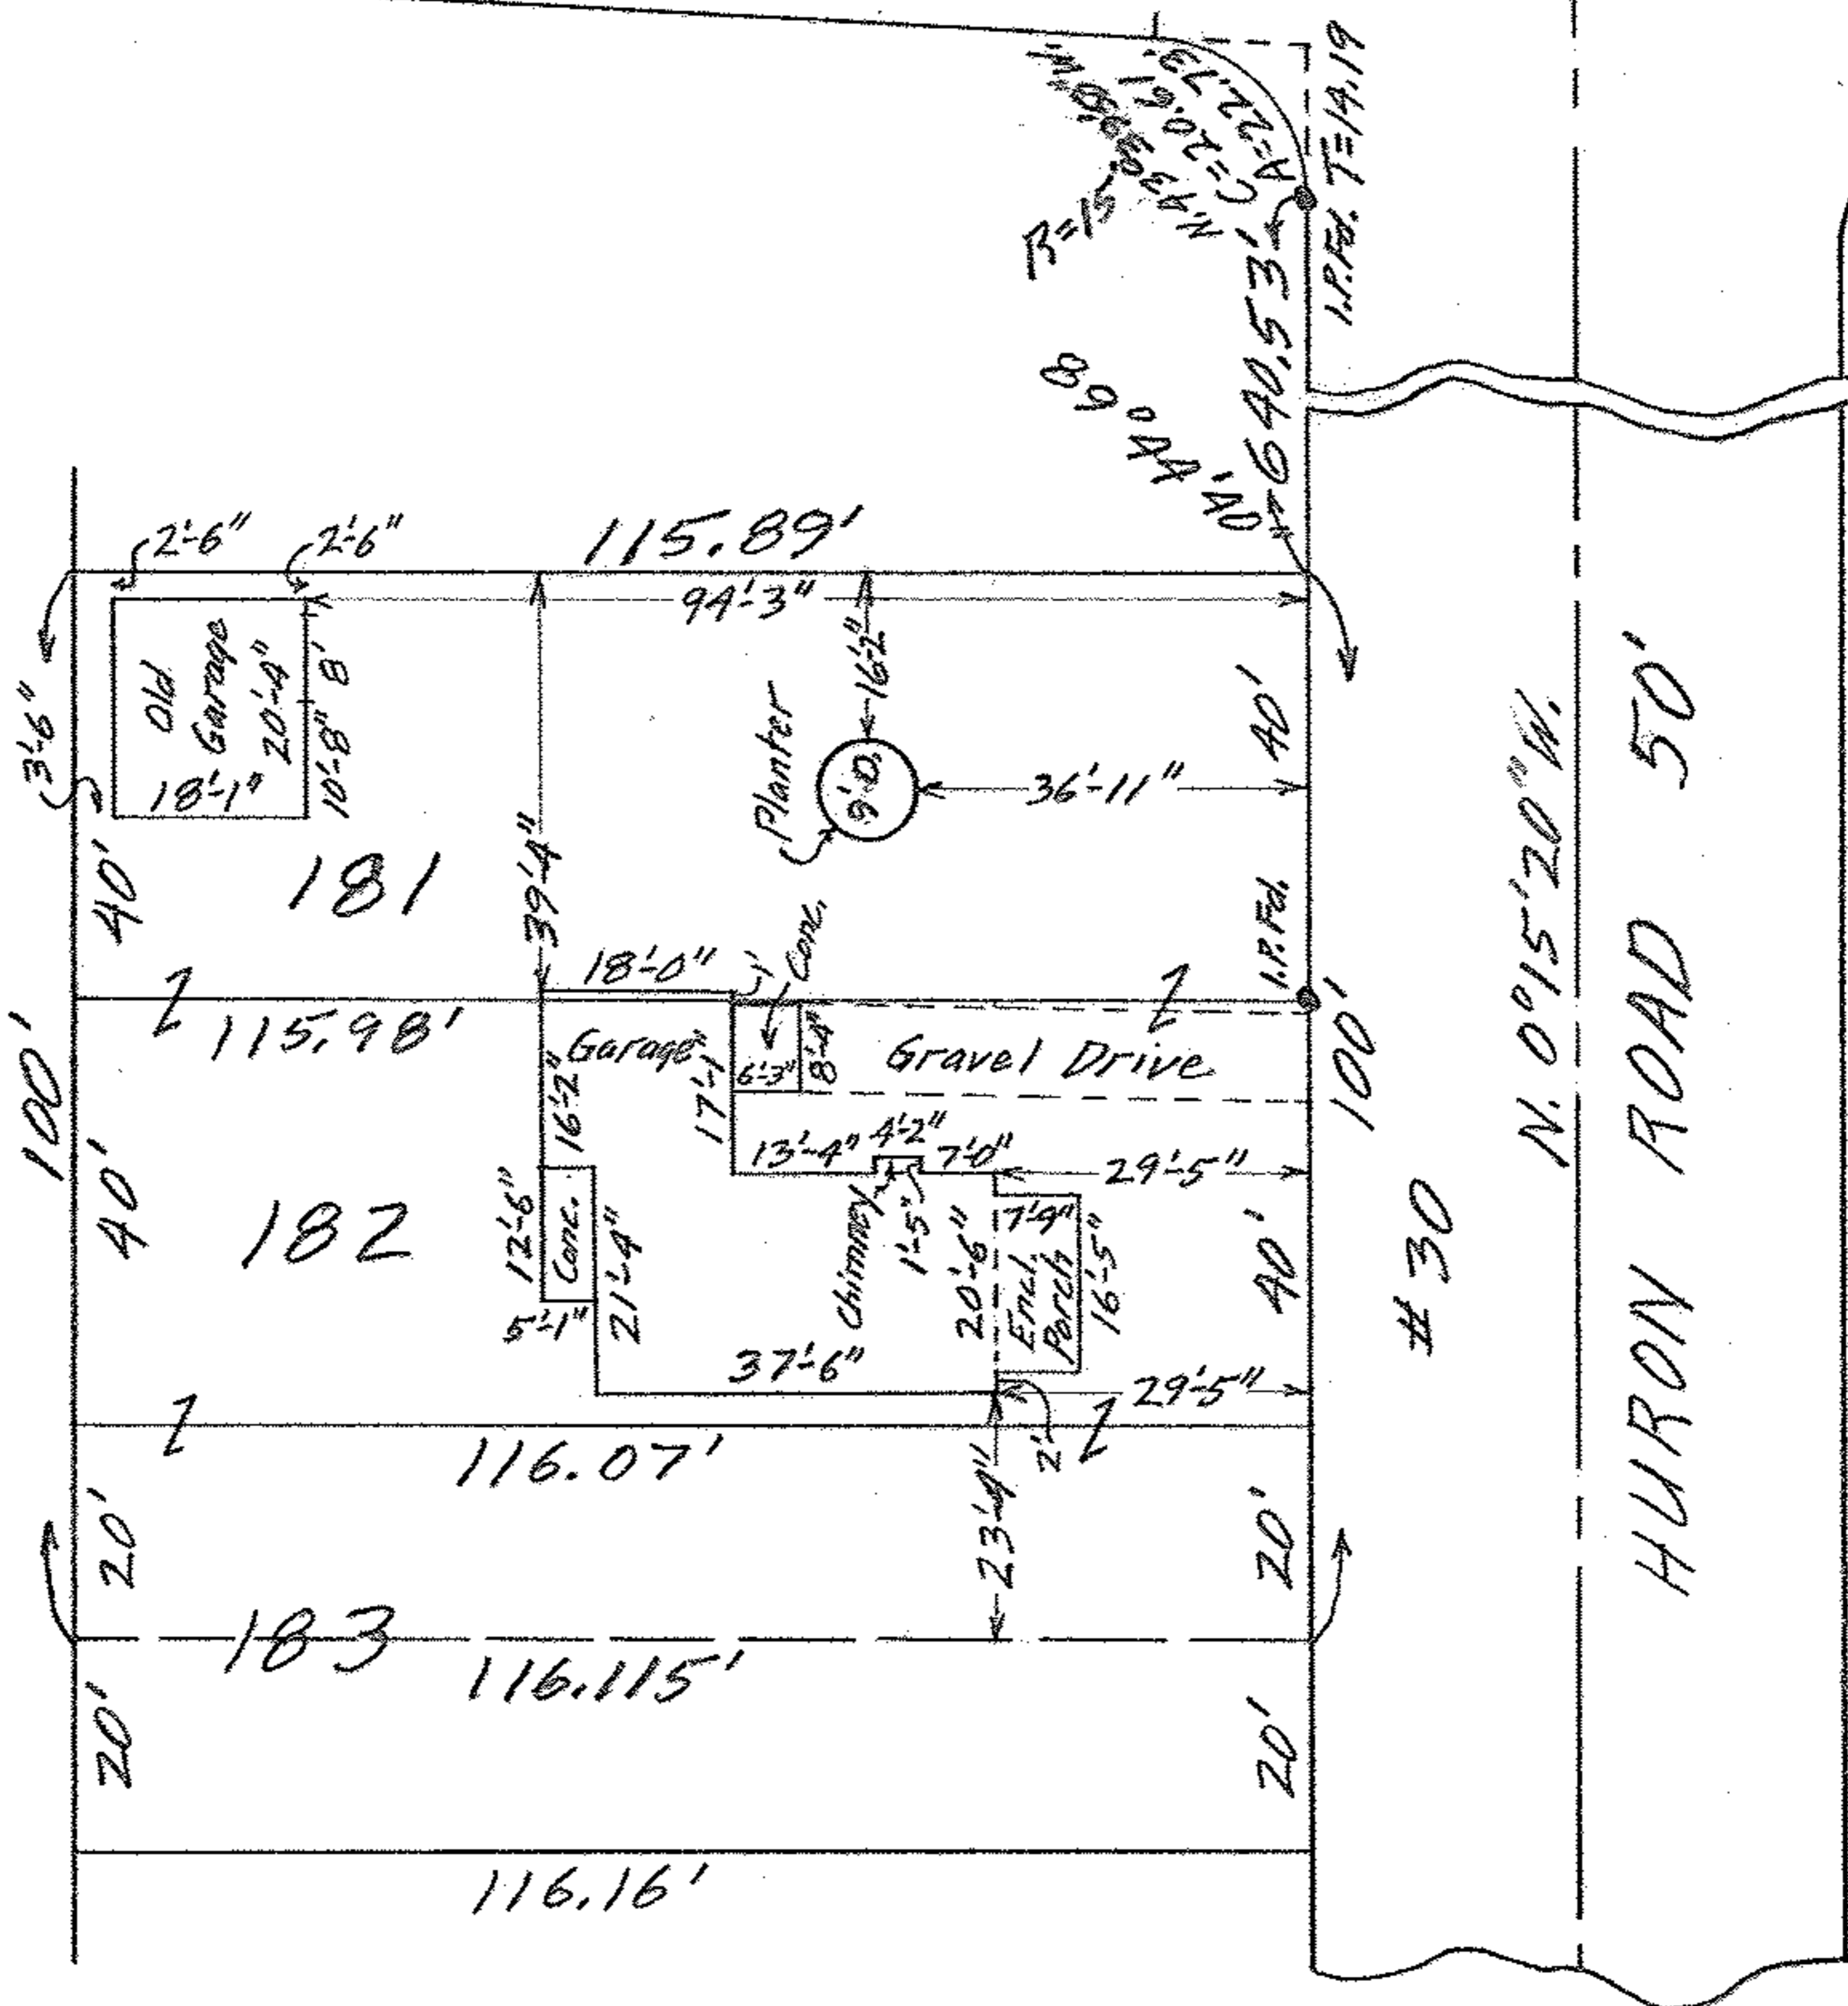 I.P.Fd. T=14.19
R=15'
C=20.61'
A=22.73'
640.53'
115.89'
2'-6"
2'-6"
94'-3"
3'-6"
Old
Garage
20'-4"
18'-1"
10'-8" 8'
16'-2"
Planter
9'D.
36'-11"
40'
40'
181
39'-4"
18'-0"
1'
Conc.
I.P.Fd.
115.98'
Garage
16'-2"
17'-1"
6'-3"
8'-4"
Gravel Drive
100'
100'
13'-4"
4'-2"
7'-0"
29'-5"
40'
182
12'-6"
Conc.
5'-1"
21'-4"
Chimney
1'-5"
20'-6"
7'-9"
Encl.
Porch
16'-5"
40'
37'-6"
29'-5"
2'
116.07'
23'-4"
20'
20'
183
116.115'
20'
20'
116.16'
#30
N. 0°15'20"W.
HURON ROAD 50'